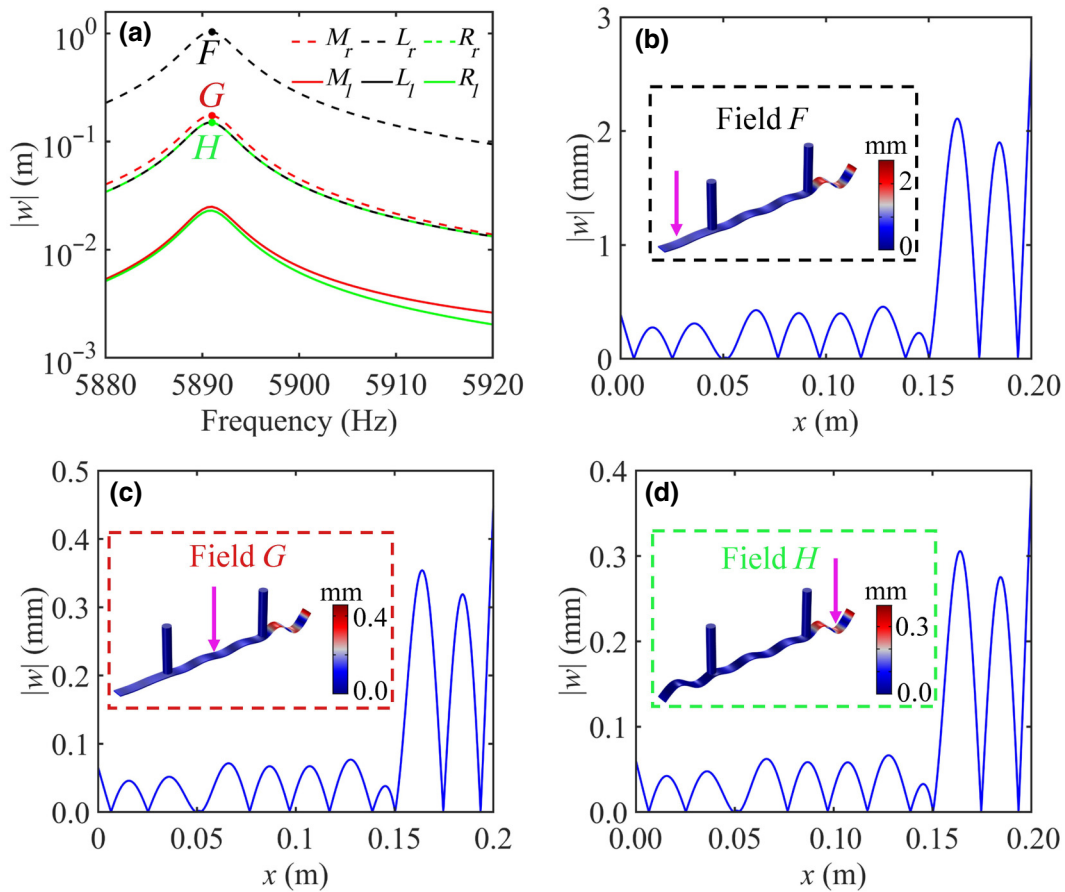 (a)
|w| (m)
10^0
10^-1
10^-2
10^-3
F
G
H
M_r L_r R_r
M_l L_l R_l
5880 5890 5900 5910 5920
Frequency (Hz)
(b)
|w| (mm)
3
2
1
0
Field F
mm
2
0
0.00 0.05 0.10 0.15 0.20
x (m)
(c)
|w| (mm)
0.5
0.4
0.3
0.2
0.1
0.0
Field G
mm
0.4
0.0
0 0.05 0.1 0.15 0.2
x (m)
(d)
|w| (mm)
0.4
0.3
0.2
0.1
0.0
Field H
mm
0.3
0.0
0 0.05 0.10 0.15 0.20
x (m)